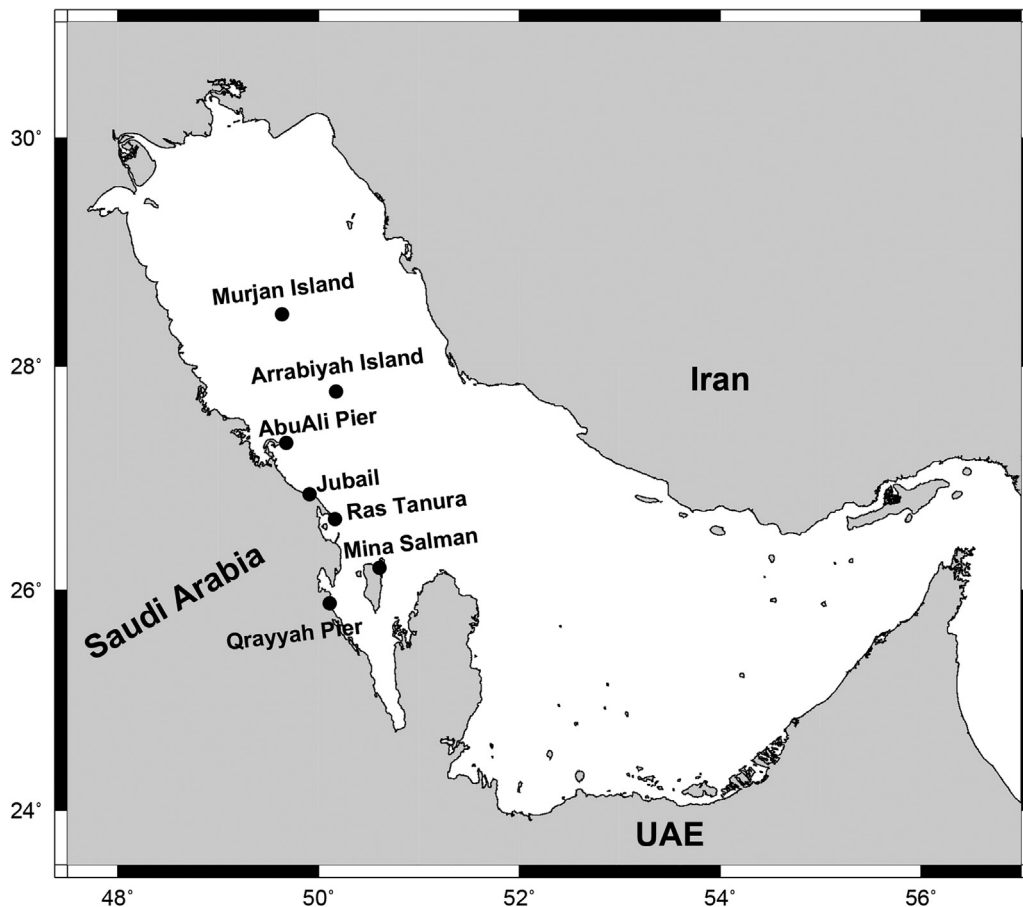 30°
Murjan Island
28°
Arrabiyah Island
Iran
AbuAli Pier
Jubail
Ras Tanura
Mina Salman
Saudi Arabia
26°
Qrayyah Pier
24°
UAE
48°
50°
52°
54°
56°